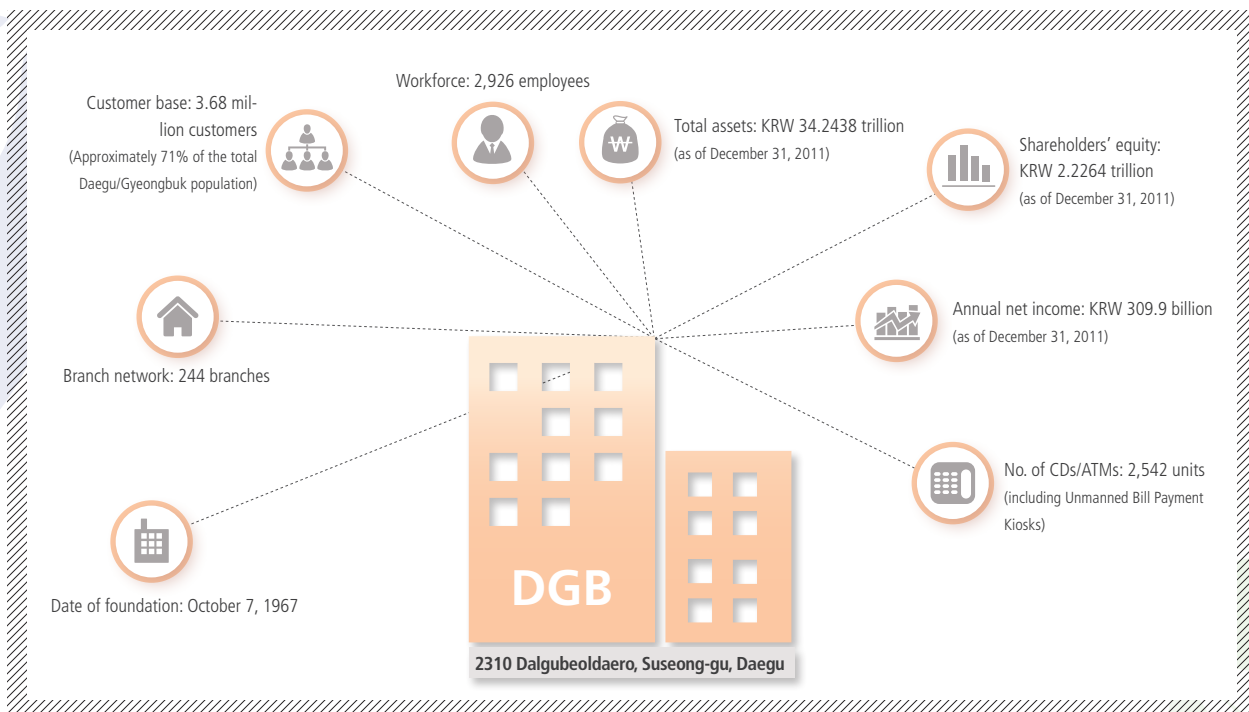 Workforce: 2,926 employees
Customer base: 3.68 mil-
lion customers
(Approximately 71% of the total
Daegu/Gyeongbuk population)
Total assets: KRW 34.2438 trillion
(as of December 31, 2011)
Shareholders’ equity:
KRW 2.2264 trillion
(as of December 31, 2011)
Branch network: 244 branches
Annual net income: KRW 309.9 billion
(as of December 31, 2011)
No. of CDs/ATMs: 2,542 units
(including Unmanned Bill Payment
Kiosks)
Date of foundation: October 7, 1967
DGB
2310 Dalgubeoldaero, Suseong-gu, Daegu